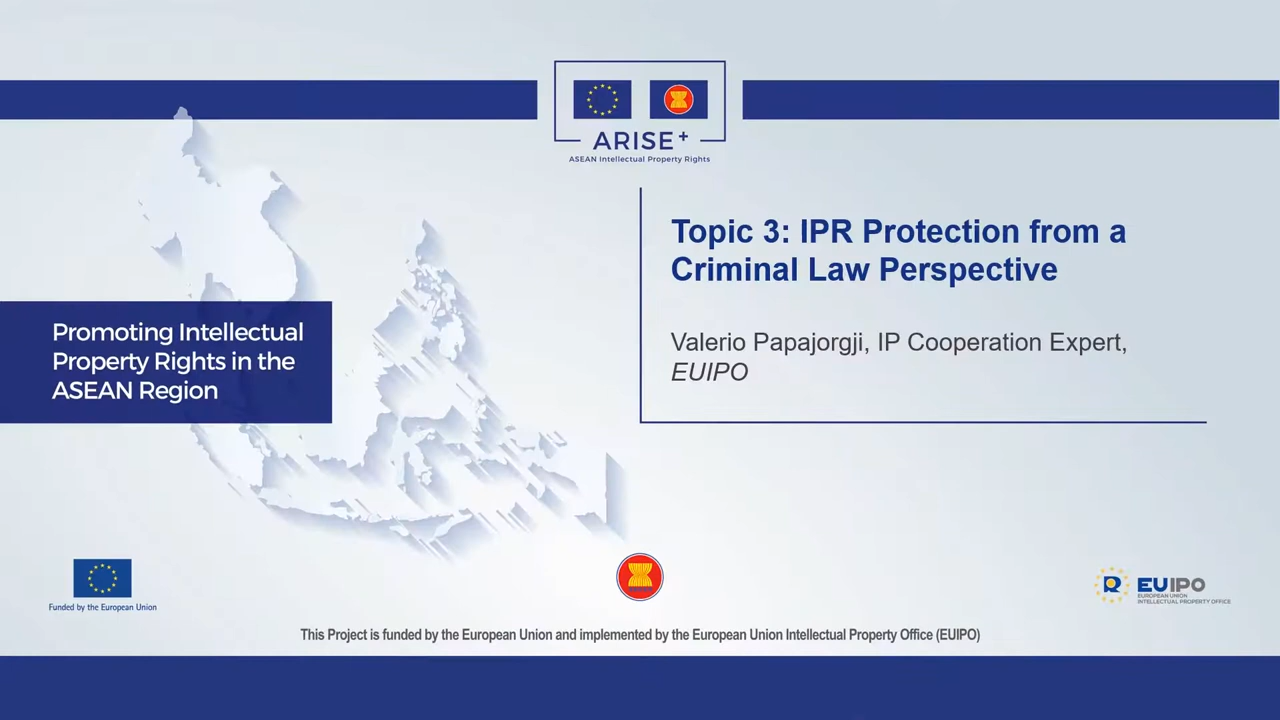 ARISE+
ASEAN Intellectual Property Rights
Topic 3: IPR Protection from a
Criminal Law Perspective
Valerio Papajorgji, IP Cooperation Expert,
EUIPO
Promoting Intellectual
Property Rights in the
ASEAN Region
Funded by the European Union
EUIPO
EUROPEAN UNION
INTELLECTUAL PROPERTY OFFICE
This Project is funded by the European Union and implemented by the European Union Intellectual Property Office (EUIPO)